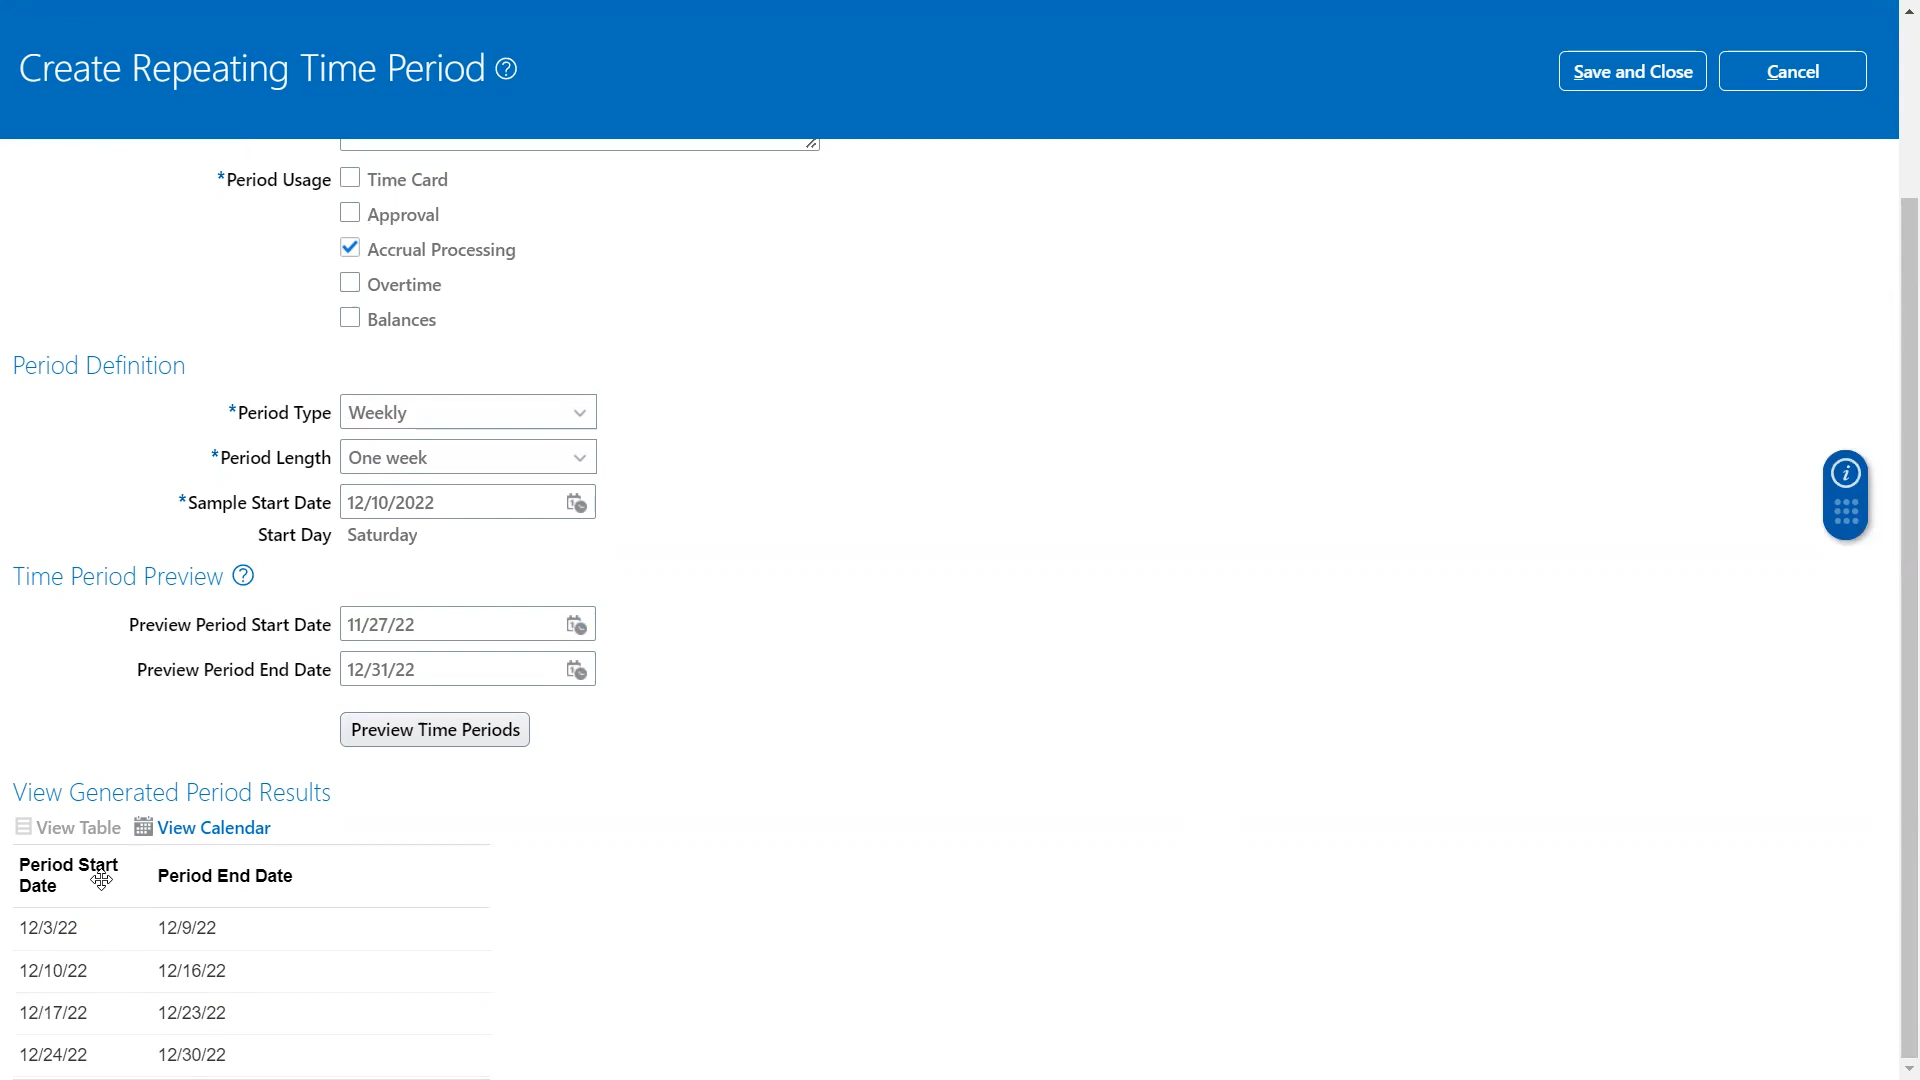 Create Repeating Time Period
Save and Close
Cancel
*Period Usage
Time Card
Approval
Accrual Processing
Overtime
Balances
Period Definition
*Period Type Weekly
*Period Length One week
*Sample Start Date 12/10/2022
Start Day Saturday
Time Period Preview
Preview Period Start Date 11/27/22
Preview Period End Date 12/31/22
Preview Time Periods
View Generated Period Results
View Table View Calendar
Period Start
Date
Period End Date
12/3/22 12/9/22
12/10/22 12/16/22
12/17/22 12/23/22
12/24/22 12/30/22